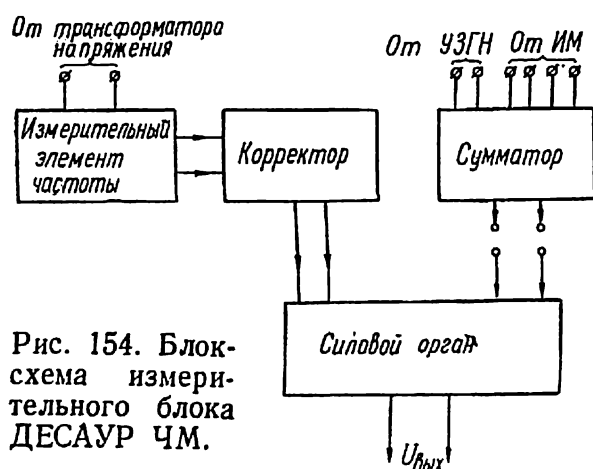 От трансформатора
напряжения
От УЗГН От ИМ
Измерительный
элемент
частоты
Корректор
Сумматор
Силовой орган
Рис. 154. Блок-
схема измери-
тельного блока
ДЕСАУР ЧМ.
Uвых